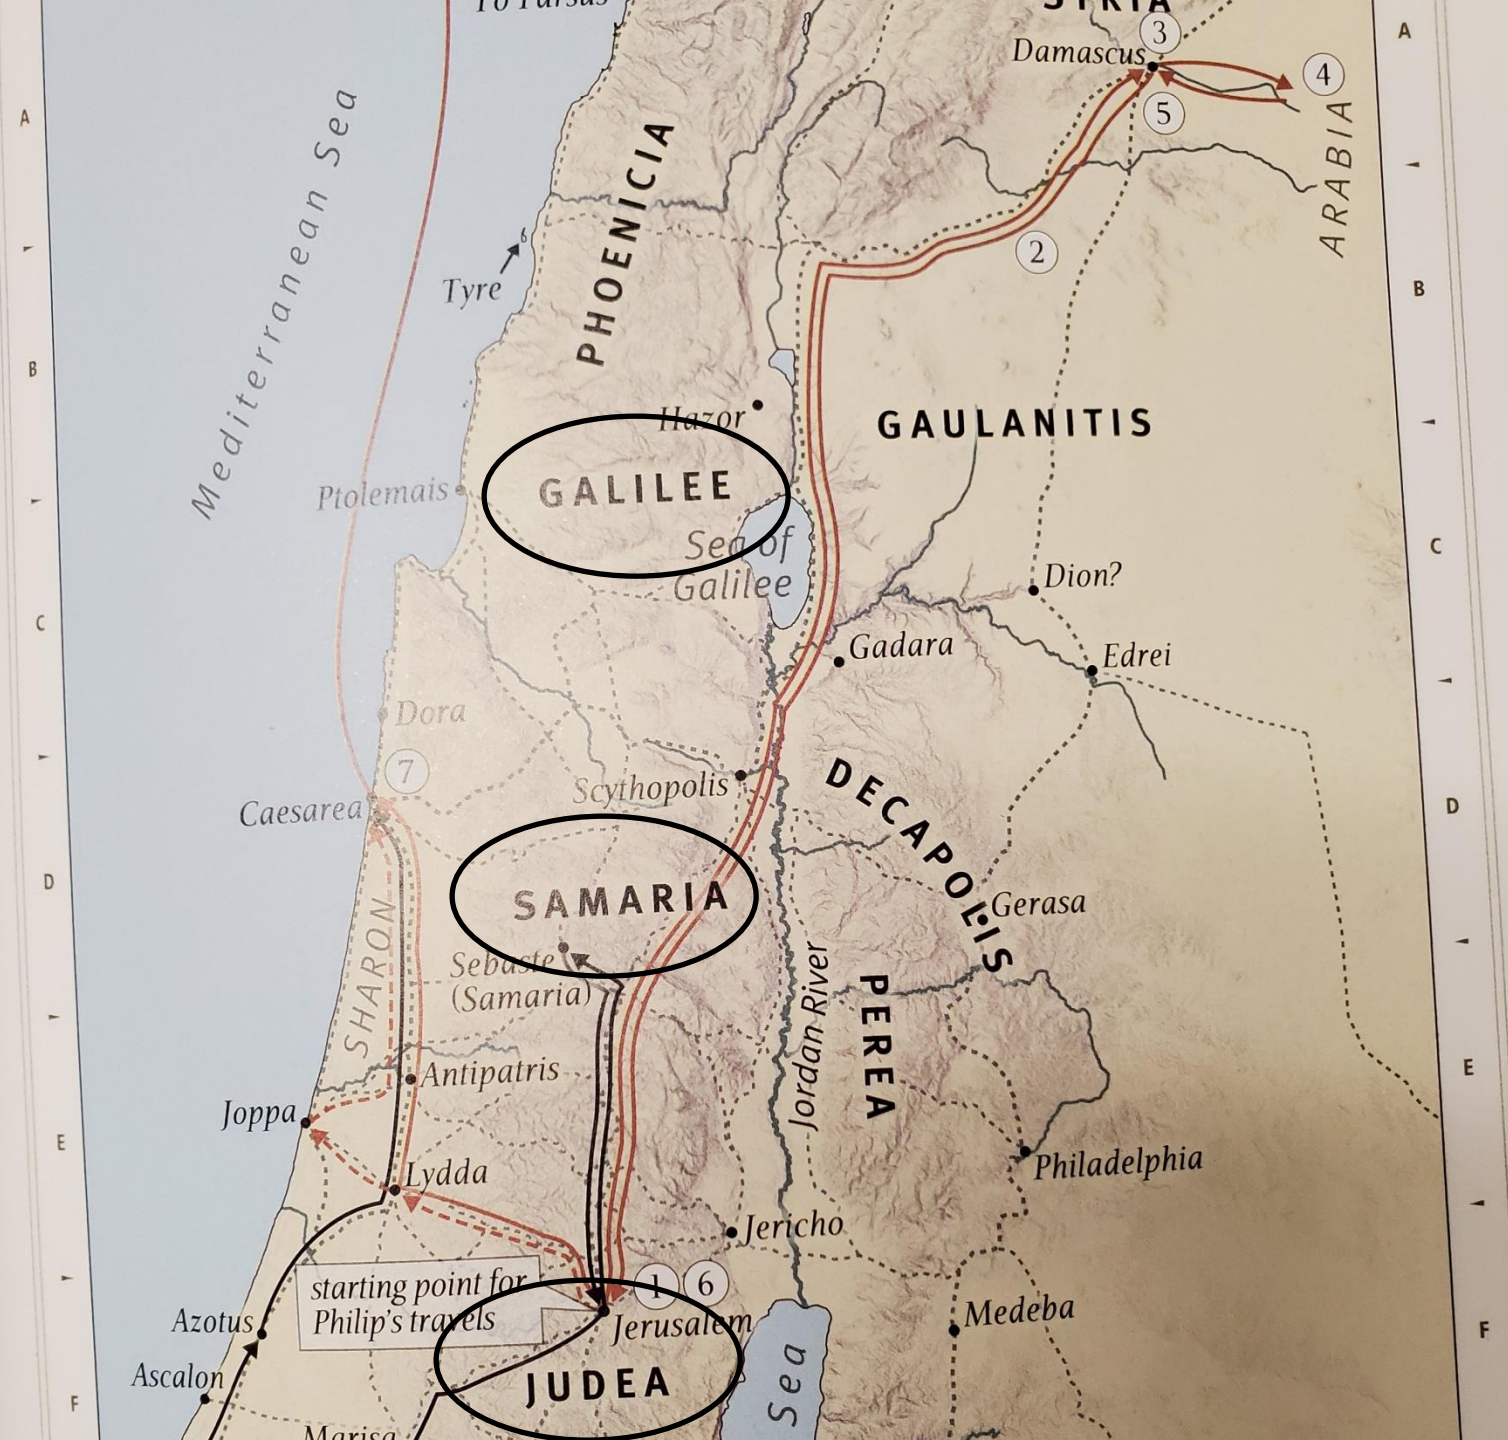 To Tarsus
SYRIA
3
Damascus
4
5
A
A
Mediterranean Sea
PHOENICIA
ARABIA
2
Tyre
B
B
Hazor
GAULANITIS
GALILEE
Ptolemais
Sea of
Galilee
C
C
Dion?
Gadara
Edrei
Dora
7
Scythopolis
Caesarea
DECAPOLIS
D
D
SAMARIA
Gerasa
Sebaste
(Samaria)
SHARON
Jordan River
PEREA
Antipatris
E
E
Joppa
Lydda
Philadelphia
Jericho
starting point for
Philip's travels
1 6
Jerusalem
Azotus
Medeba
F
F
Ascalon
JUDEA
Sea
Marisa